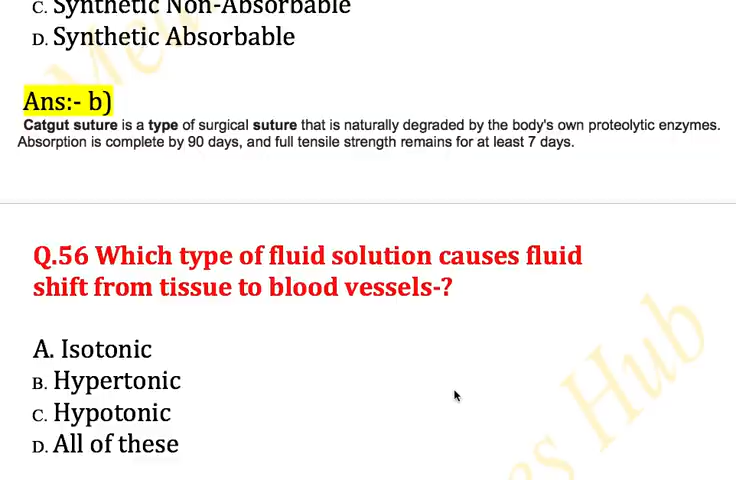 C. Synthetic Non-Absorbable
D. Synthetic Absorbable
Ans:- b)
Catgut suture is a type of surgical suture that is naturally degraded by the body's own proteolytic enzymes.
Absorption is complete by 90 days, and full tensile strength remains for at least 7 days.
Q.56 Which type of fluid solution causes fluid
shift from tissue to blood vessels-?
A. Isotonic
B. Hypertonic
C. Hypotonic
D. All of these
Hub